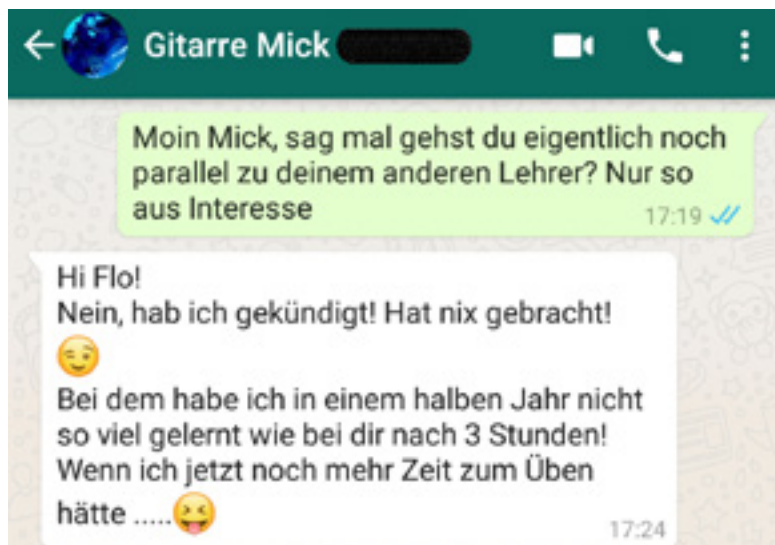 Gitarre Mick
Moin Mick, sag mal gehst du eigentlich noch
parallel zu deinem anderen Lehrer? Nur so
aus Interesse
17:19
Hi Flo!
Nein, hab ich gekündigt! Hat nix gebracht!
😉
Bei dem habe ich in einem halben Jahr nicht
so viel gelernt wie bei dir nach 3 Stunden!
Wenn ich jetzt noch mehr Zeit zum Üben
hätte .....😝
17:24